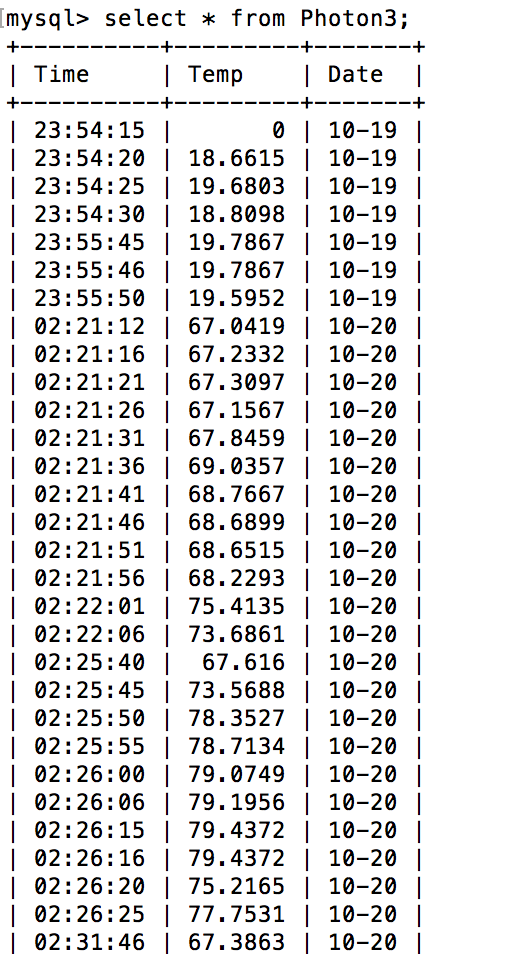 [mysql> select * from Photon3;
+----------+---------+-------+
| Time     | Temp    | Date  |
+----------+---------+-------+
| 23:54:15 |       0 | 10-19 |
| 23:54:20 | 18.6615 | 10-19 |
| 23:54:25 | 19.6803 | 10-19 |
| 23:54:30 | 18.8098 | 10-19 |
| 23:55:45 | 19.7867 | 10-19 |
| 23:55:46 | 19.7867 | 10-19 |
| 23:55:50 | 19.5952 | 10-19 |
| 02:21:12 | 67.0419 | 10-20 |
| 02:21:16 | 67.2332 | 10-20 |
| 02:21:21 | 67.3097 | 10-20 |
| 02:21:26 | 67.1567 | 10-20 |
| 02:21:31 | 67.8459 | 10-20 |
| 02:21:36 | 69.0357 | 10-20 |
| 02:21:41 | 68.7667 | 10-20 |
| 02:21:46 | 68.6899 | 10-20 |
| 02:21:51 | 68.6515 | 10-20 |
| 02:21:56 | 68.2293 | 10-20 |
| 02:22:01 | 75.4135 | 10-20 |
| 02:22:06 | 73.6861 | 10-20 |
| 02:25:40 |  67.616 | 10-20 |
| 02:25:45 | 73.5688 | 10-20 |
| 02:25:50 | 78.3527 | 10-20 |
| 02:25:55 | 78.7134 | 10-20 |
| 02:26:00 | 79.0749 | 10-20 |
| 02:26:06 | 79.1956 | 10-20 |
| 02:26:15 | 79.4372 | 10-20 |
| 02:26:16 | 79.4372 | 10-20 |
| 02:26:20 | 75.2165 | 10-20 |
| 02:26:25 | 77.7531 | 10-20 |
| 02:31:46 | 67.3863 | 10-20 |